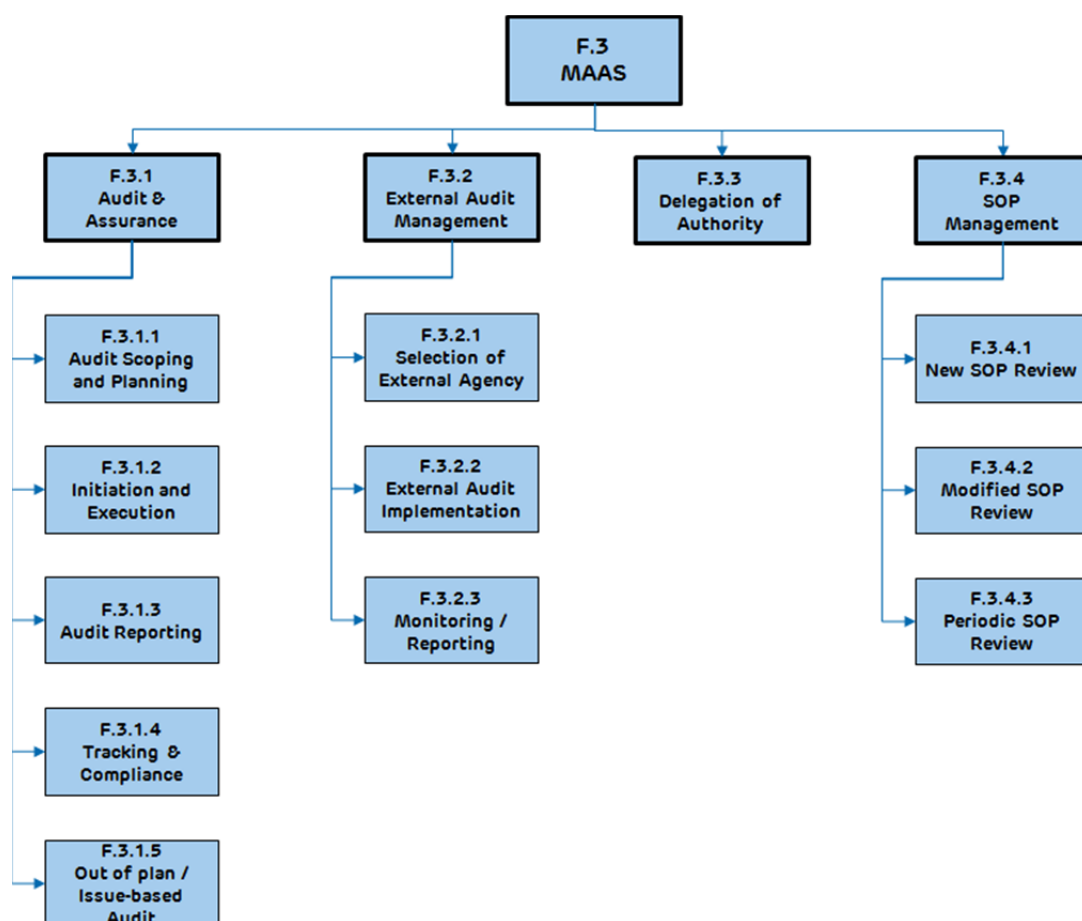 F.3
MAAS
F.3.1
Audit &
Assurance
F.3.2
External Audit
Management
F.3.3
Delegation of
Authority
F.3.4
SOP
Management
F.3.1.1
Audit Scoping
and Planning
F.3.1.2
Initiation and
Execution
F.3.1.3
Audit Reporting
F.3.1.4
Tracking &
Compliance
F.3.1.5
Out of plan /
Issue-based
Audit
F.3.2.1
Selection of
External Agency
F.3.2.2
External Audit
Implementation
F.3.2.3
Monitoring /
Reporting
F.3.4.1
New SOP Review
F.3.4.2
Modified SOP
Review
F.3.4.3
Periodic SOP
Review